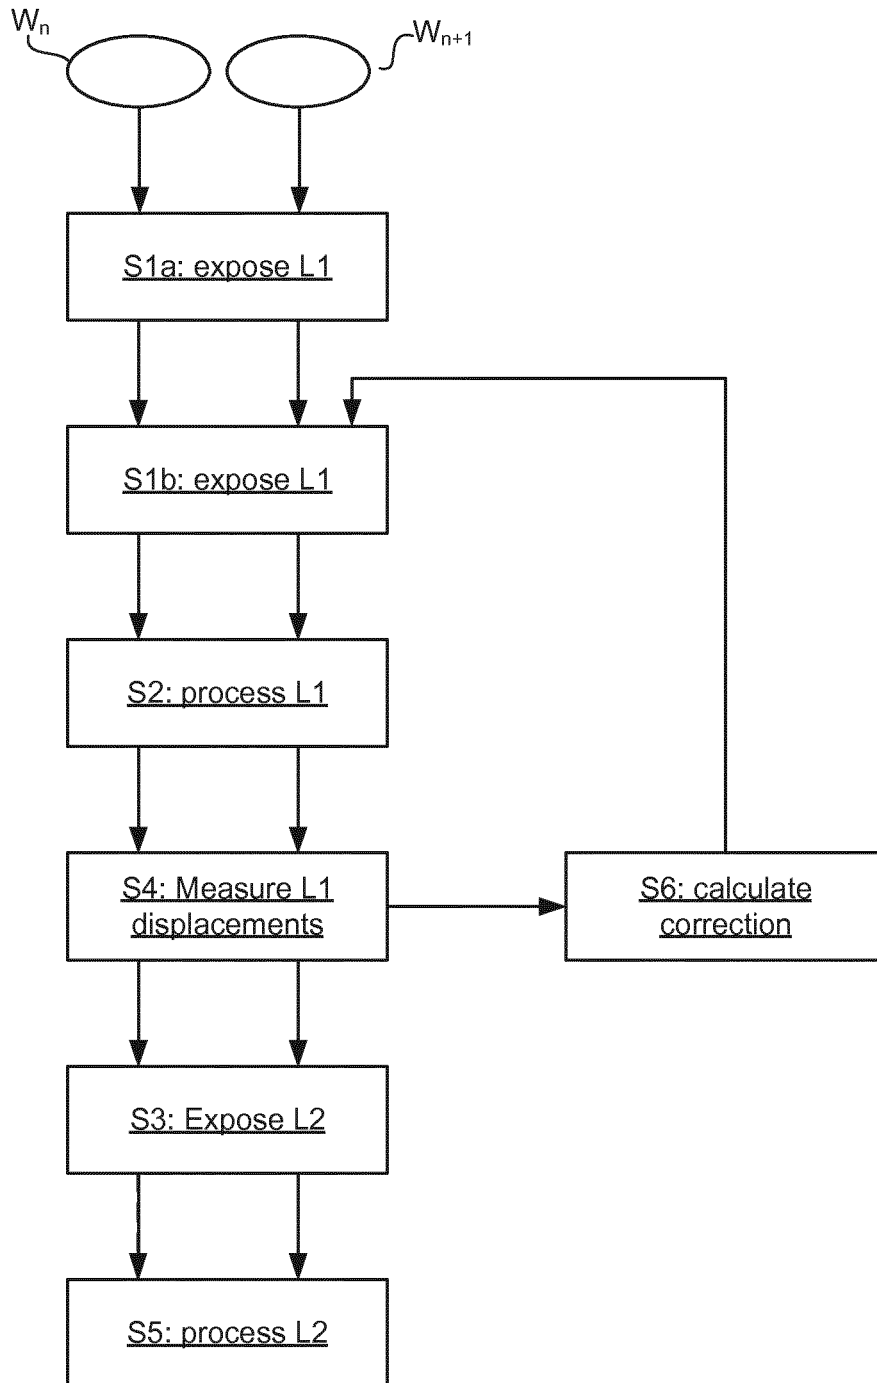 Wn
Wn+1
S1a: expose L1
S1b: expose L1
S2: process L1
S4: Measure L1
displacements
S6: calculate
correction
S3: Expose L2
S5: process L2